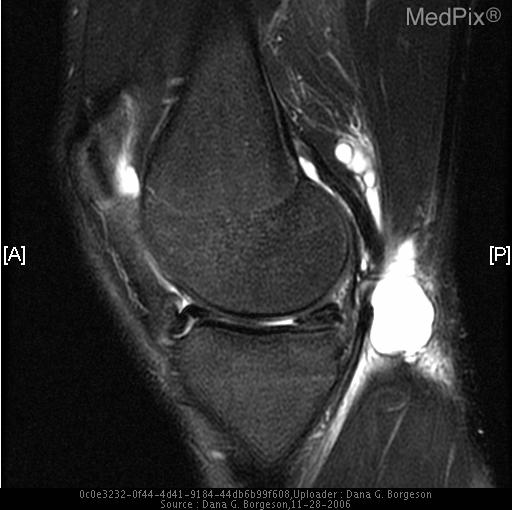 MedPix®
[A] [P]
0c0e3232-0f44-4d41-9184-44db6b99f608,Uploader : Dana G. Borgeson
Source : Dana G. Borgeson,11-28-2006